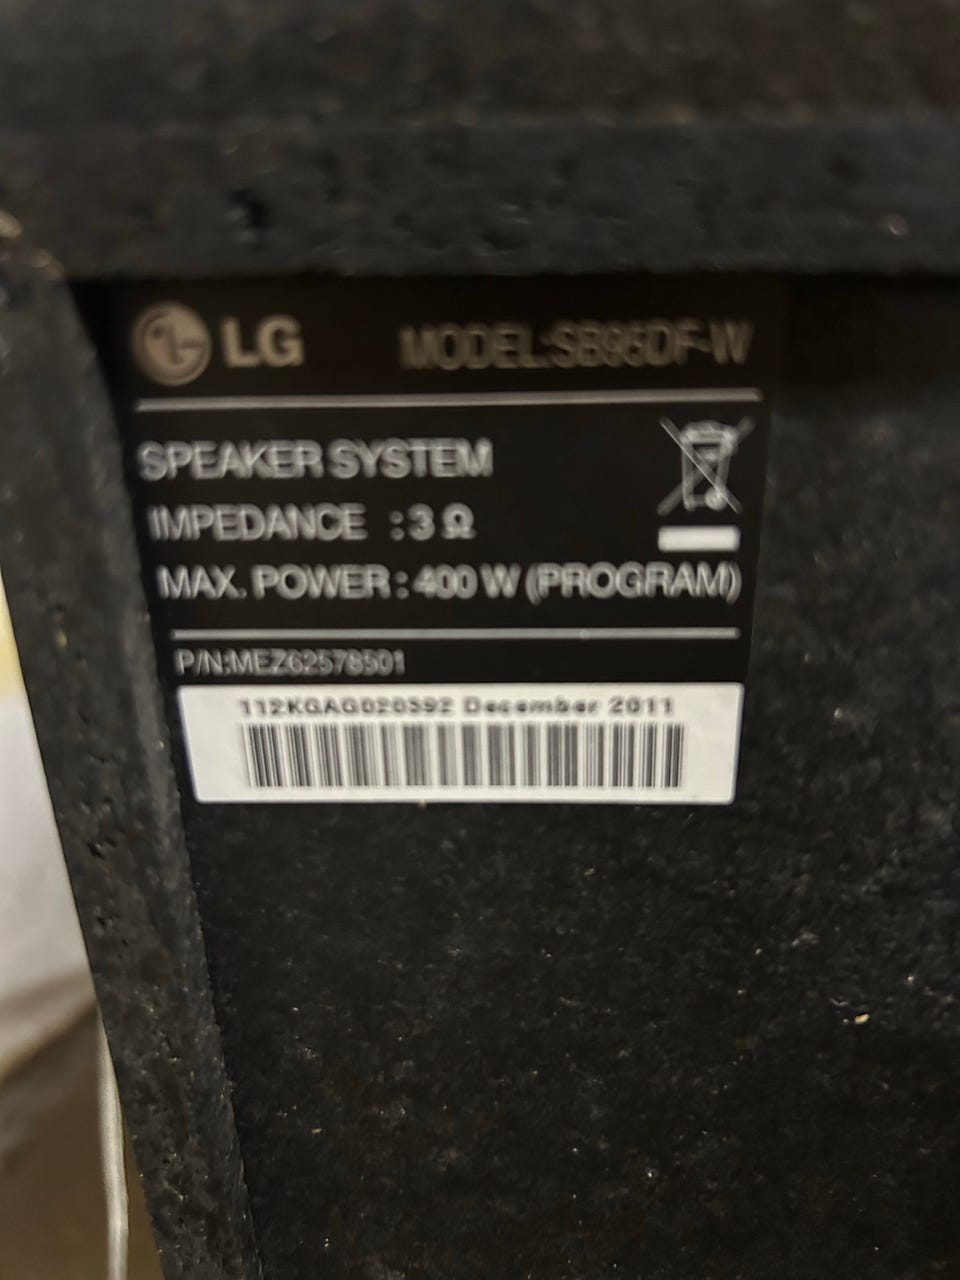 LG MODEL:SB95DF-W
SPEAKER SYSTEM
IMPEDANCE : 3 Ω
MAX. POWER : 400 W (PROGRAM)
P/N:MEZ62578501
112KGAG020392 December 2011